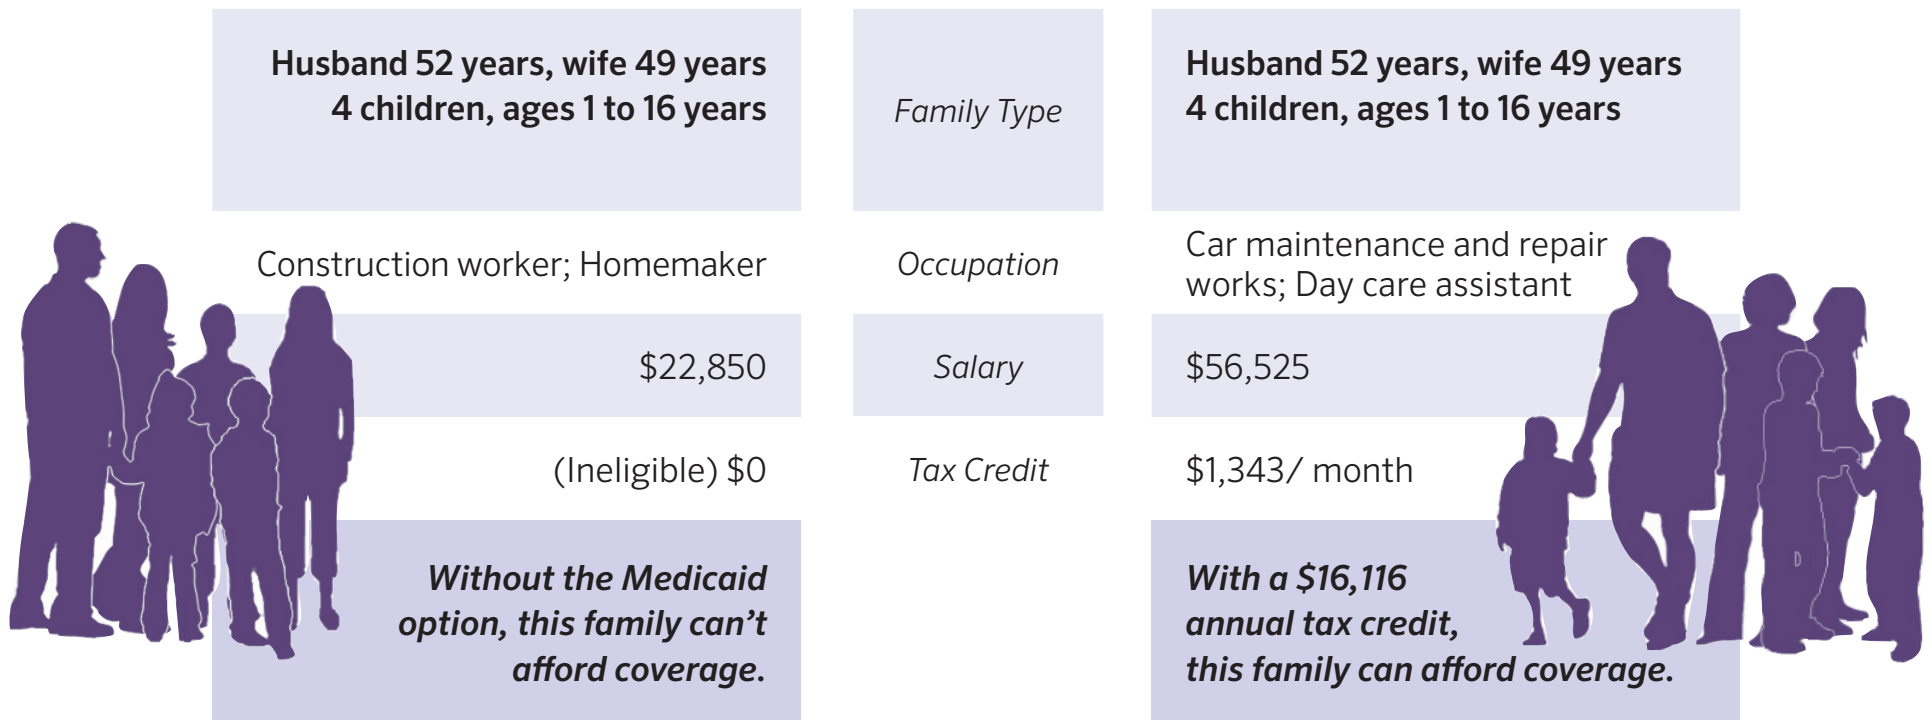 Husband 52 years, wife 49 years
4 children, ages 1 to 16 years
Family Type
Husband 52 years, wife 49 years
4 children, ages 1 to 16 years
Construction worker; Homemaker
Occupation
Car maintenance and repair
works; Day care assistant
$22,850
Salary
$56,525
(Ineligible) $0
Tax Credit
$1,343/ month
Without the Medicaid
option, this family can’t
afford coverage.
With a $16,116
annual tax credit,
this family can afford coverage.